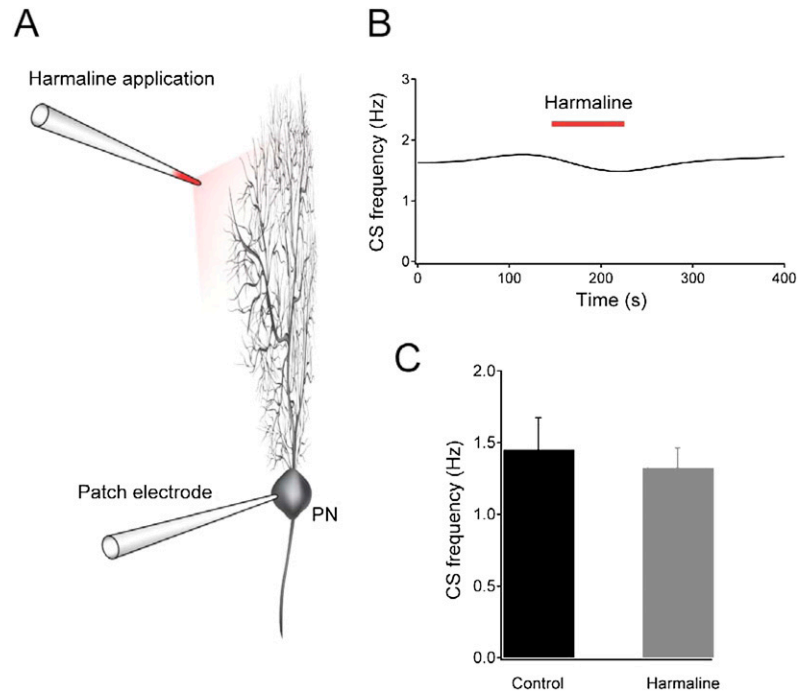 A
Harmaline application
Patch electrode
PN
B
CS frequency (Hz)
3
2
1
0
Harmaline
0 100 200 300 400
Time (s)
C
CS frequency (Hz)
2.0
1.5
1.0
0.5
0.0
Control Harmaline